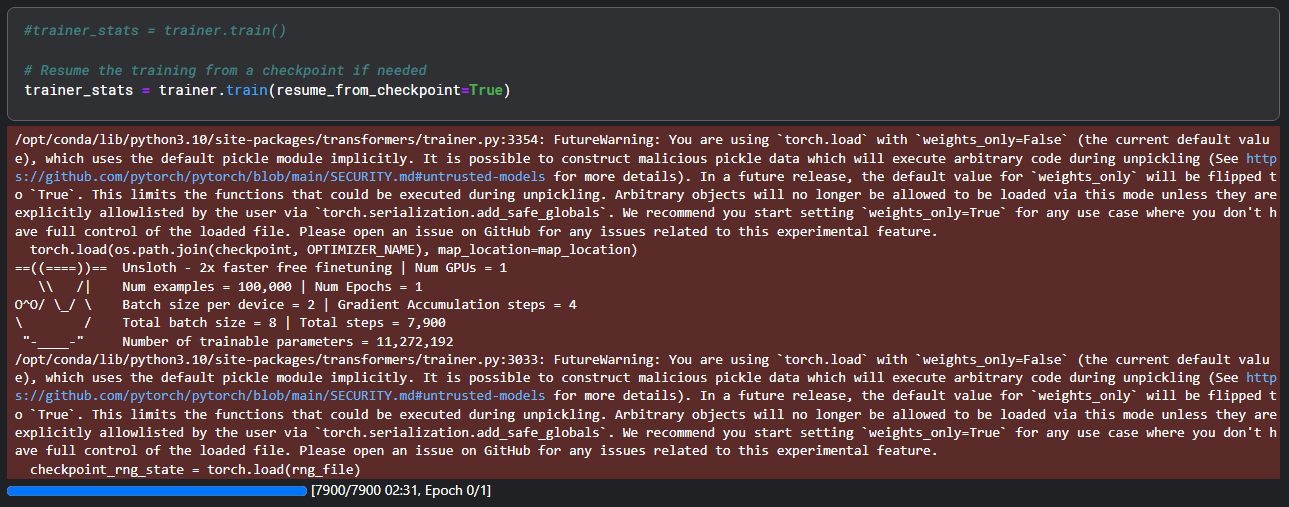 #trainer_stats = trainer.train()
# Resume the training from a checkpoint if needed
trainer_stats = trainer.train(resume_from_checkpoint=True)
/opt/conda/lib/python3.10/site-packages/transformers/trainer.py:3354: FutureWarning: You are using `torch.load` with `weights_only=False` (the current default valu
e), which uses the default pickle module implicitly. It is possible to construct malicious pickle data which will execute arbitrary code during unpickling (See http
s://github.com/pytorch/pytorch/blob/main/SECURITY.md#untrusted-models for more details). In a future release, the default value for `weights_only` will be flipped t
o `True`. This limits the functions that could be executed during unpickling. Arbitrary objects will no longer be allowed to be loaded via this mode unless they are
explicitly allowlisted by the user via `torch.serialization.add_safe_globals`. We recommend you start setting `weights_only=True` for any use case where you don't h
ave full control of the loaded file. Please open an issue on GitHub for any issues related to this experimental feature.
  torch.load(os.path.join(checkpoint, OPTIMIZER_NAME), map_location=map_location)
==((====))==  Unsloth - 2x faster free finetuning | Num GPUs = 1
   \\   /|    Num examples = 100,000 | Num Epochs = 1
O^O/ \_/ \    Batch size per device = 2 | Gradient Accumulation steps = 4
\        /    Total batch size = 8 | Total steps = 7,900
 "-____-"     Number of trainable parameters = 11,272,192
/opt/conda/lib/python3.10/site-packages/transformers/trainer.py:3033: FutureWarning: You are using `torch.load` with `weights_only=False` (the current default valu
e), which uses the default pickle module implicitly. It is possible to construct malicious pickle data which will execute arbitrary code during unpickling (See http
s://github.com/pytorch/pytorch/blob/main/SECURITY.md#untrusted-models for more details). In a future release, the default value for `weights_only` will be flipped t
o `True`. This limits the functions that could be executed during unpickling. Arbitrary objects will no longer be allowed to be loaded via this mode unless they are
explicitly allowlisted by the user via `torch.serialization.add_safe_globals`. We recommend you start setting `weights_only=True` for any use case where you don't h
ave full control of the loaded file. Please open an issue on GitHub for any issues related to this experimental feature.
  checkpoint_rng_state = torch.load(rng_file)
[7900/7900 02:31, Epoch 0/1]